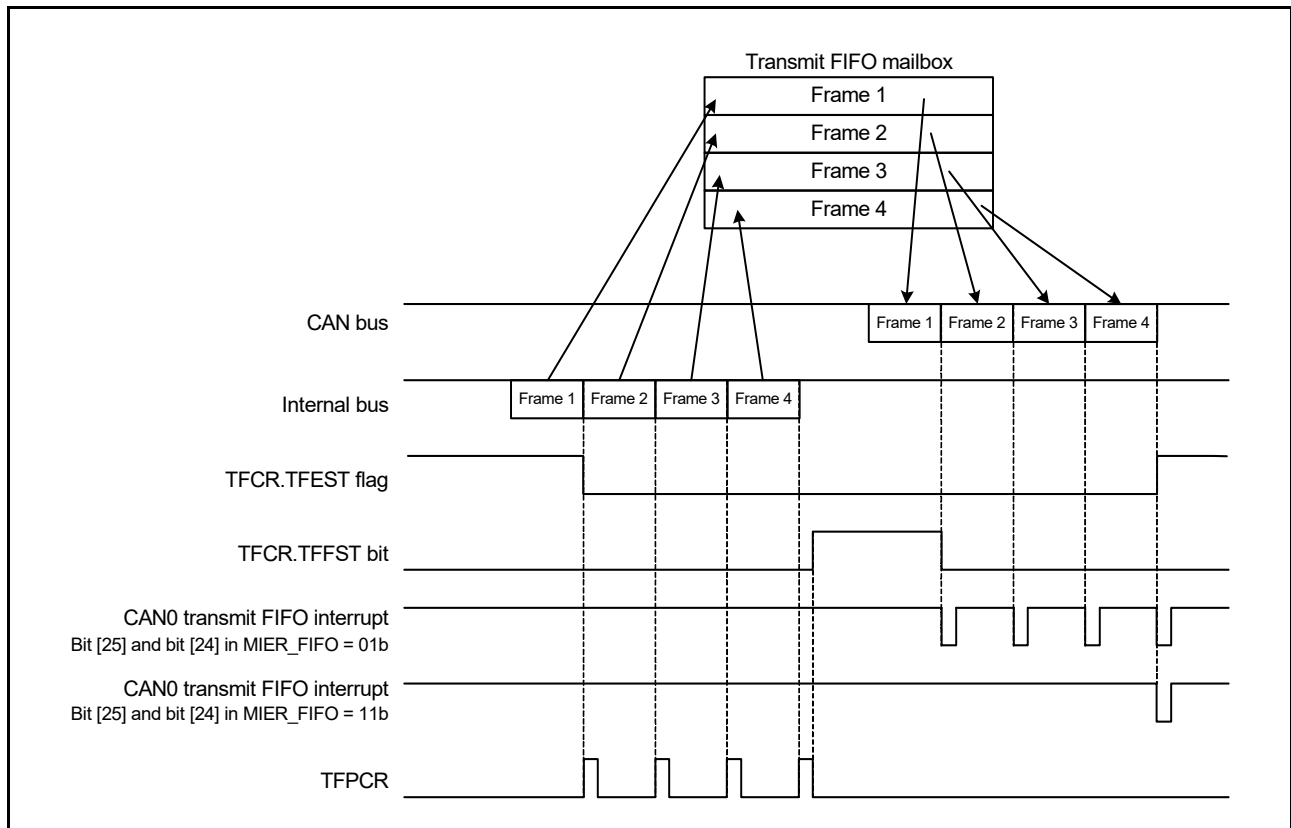 Transmit FIFO mailbox
Frame 1
Frame 2
Frame 3
Frame 4
CAN bus
Frame 1 Frame 2 Frame 3 Frame 4
Internal bus
Frame 1 Frame 2 Frame 3 Frame 4
TFCR.TFEST flag
TFCR.TFFST bit
CAN0 transmit FIFO interrupt
Bit [25] and bit [24] in MIER_FIFO = 01b
CAN0 transmit FIFO interrupt
Bit [25] and bit [24] in MIER_FIFO = 11b
TFPCR